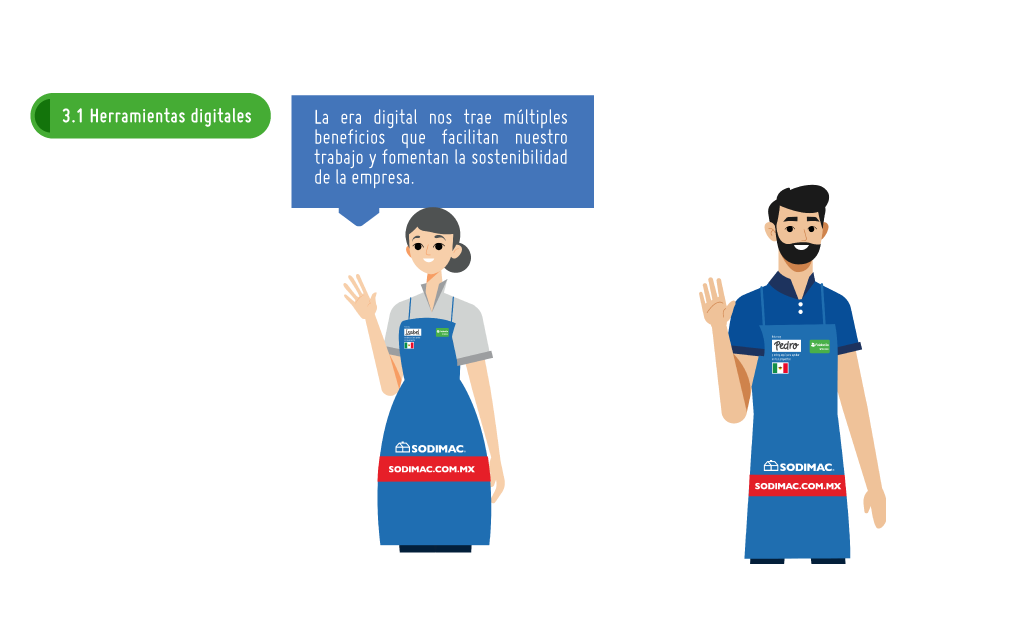 3.1 Herramientas digitales
La era digital nos trae múltiples
beneficios que facilitan nuestro
trabajo y fomentan la sostenibilidad
de la empresa.
Isabel
SODIMAC
SODIMAC.COM.MX
Pedro
SODIMAC
SODIMAC.COM.MX